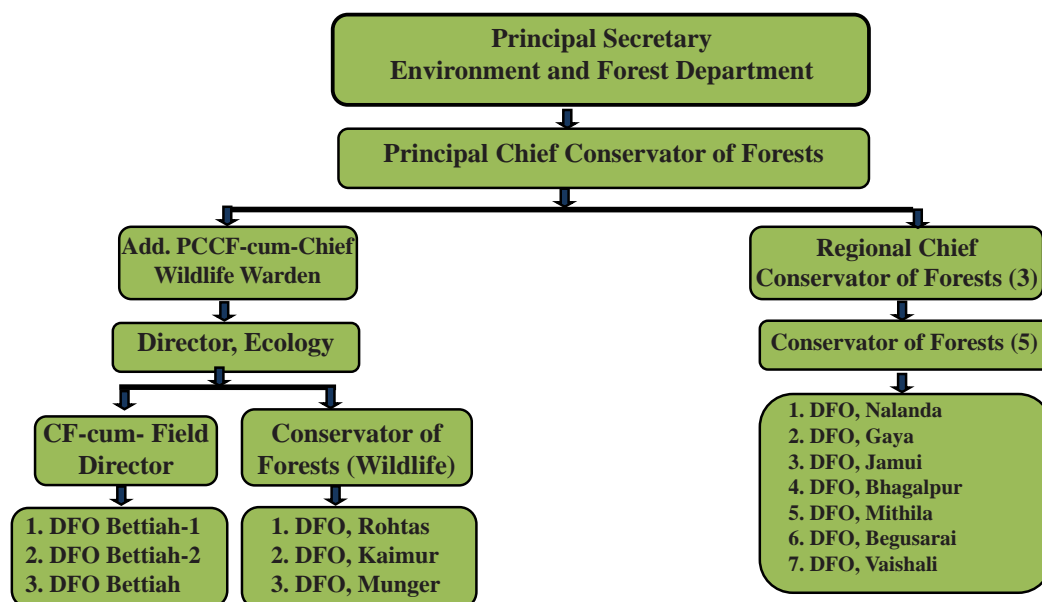 Principal Secretary
Environment and Forest Department
Principal Chief Conservator of Forests
Add. PCCF-cum-Chief
Wildlife Warden
Regional Chief
Conservator of Forests (3)
Director, Ecology
Conservator of Forests (5)
CF-cum- Field
Director
Conservator of
Forests (Wildlife)
1. DFO Bettiah-1
2. DFO Bettiah-2
3. DFO Bettiah
1. DFO, Rohtas
2. DFO, Kaimur
3. DFO, Munger
1. DFO, Nalanda
2. DFO, Gaya
3. DFO, Jamui
4. DFO, Bhagalpur
5. DFO, Mithila
6. DFO, Begusarai
7. DFO, Vaishali